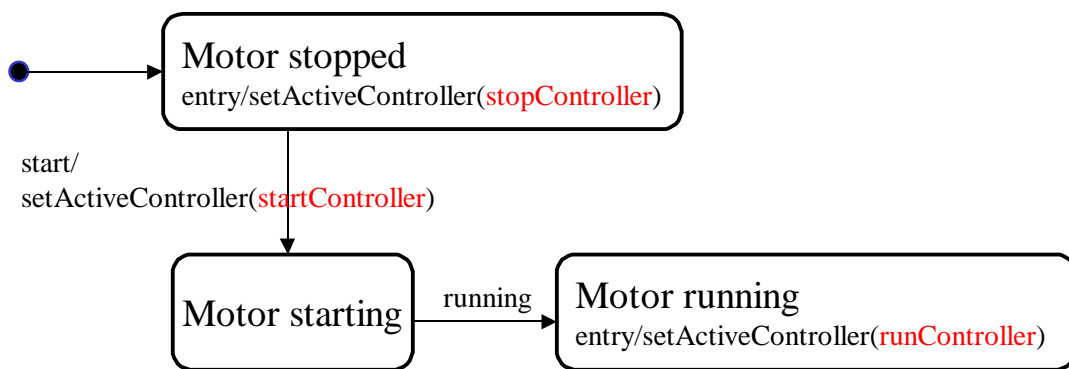 Motor stopped
entry/setActiveController(stopController)
start/
setActiveController(startController)
Motor starting
running
Motor running
entry/setActiveController(runController)